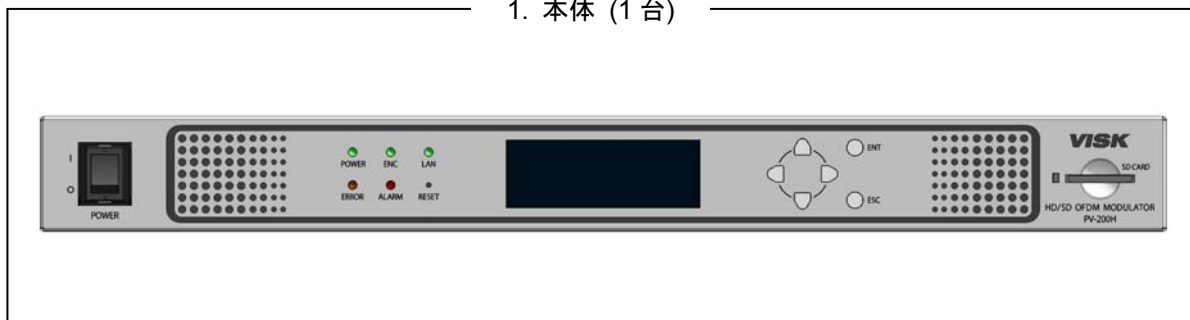 1. 本体 (1 台)
I
O
POWER
POWER ENC LAN
ERROR ALARM RESET
ENT
ESC
VISK
SD CARD
HD/SD OFDM MODULATOR
PV-200H